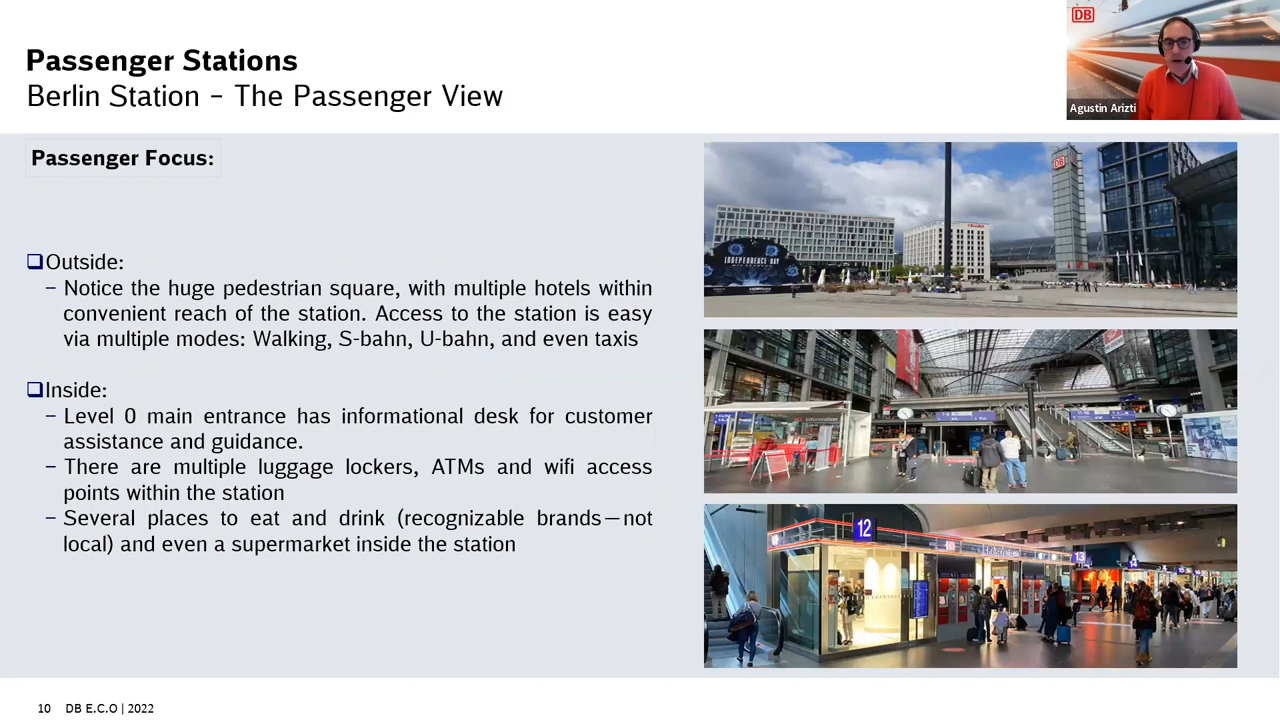 Passenger Stations
Berlin Station – The Passenger View
DB
Agustin Arizti
Passenger Focus:
❑Outside:
– Notice the huge pedestrian square, with multiple hotels within
convenient reach of the station. Access to the station is easy
via multiple modes: Walking, S-bahn, U-bahn, and even taxis
❑Inside:
– Level 0 main entrance has informational desk for customer
assistance and guidance.
– There are multiple luggage lockers, ATMs and wifi access
points within the station
– Several places to eat and drink (recognizable brands—not
local) and even a supermarket inside the station
DB
INDEPENDENCE DAY
12
13
14
10 DB E.C.O | 2022